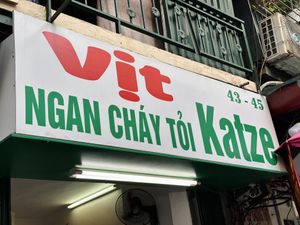 Vịt
43 - 45
NGAN CHÁY TỎI Katze